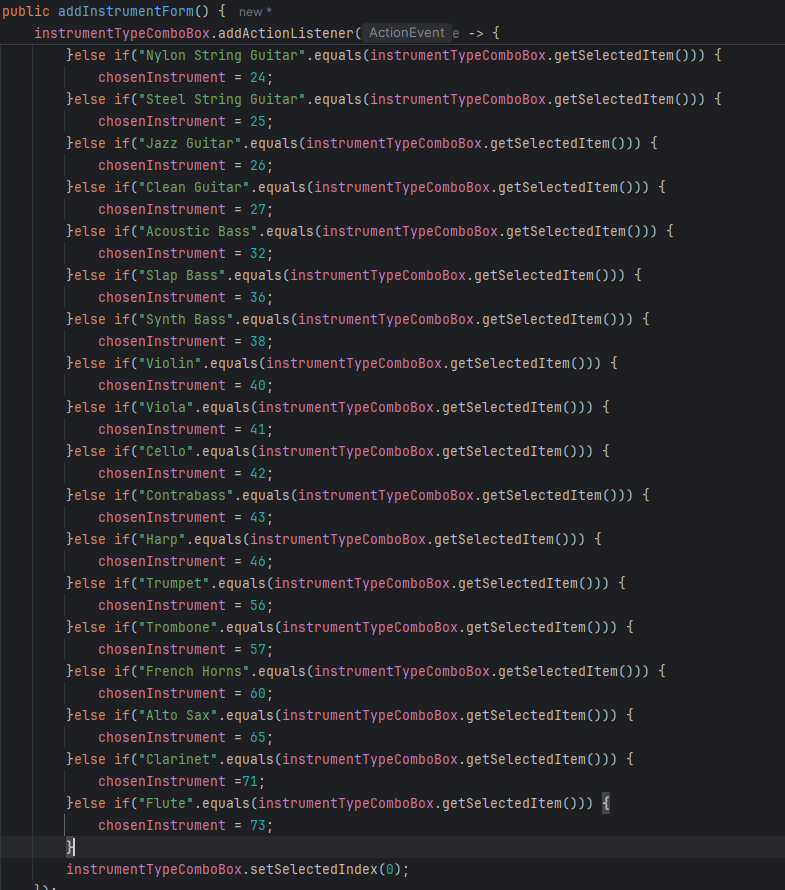 public addInstrumentForm() { new *
instrumentTypeComboBox.addActionListener( ActionEvent e -> {
}else if("Nylon String Guitar".equals(instrumentTypeComboBox.getSelectedItem())) {
chosenInstrument = 24;
}else if("Steel String Guitar".equals(instrumentTypeComboBox.getSelectedItem())) {
chosenInstrument = 25;
}else if("Jazz Guitar".equals(instrumentTypeComboBox.getSelectedItem())) {
chosenInstrument = 26;
}else if("Clean Guitar".equals(instrumentTypeComboBox.getSelectedItem())) {
chosenInstrument = 27;
}else if("Acoustic Bass".equals(instrumentTypeComboBox.getSelectedItem())) {
chosenInstrument = 32;
}else if("Slap Bass".equals(instrumentTypeComboBox.getSelectedItem())) {
chosenInstrument = 36;
}else if("Synth Bass".equals(instrumentTypeComboBox.getSelectedItem())) {
chosenInstrument = 38;
}else if("Violin".equals(instrumentTypeComboBox.getSelectedItem())) {
chosenInstrument = 40;
}else if("Viola".equals(instrumentTypeComboBox.getSelectedItem())) {
chosenInstrument = 41;
}else if("Cello".equals(instrumentTypeComboBox.getSelectedItem())) {
chosenInstrument = 42;
}else if("Contrabass".equals(instrumentTypeComboBox.getSelectedItem())) {
chosenInstrument = 43;
}else if("Harp".equals(instrumentTypeComboBox.getSelectedItem())) {
chosenInstrument = 46;
}else if("Trumpet".equals(instrumentTypeComboBox.getSelectedItem())) {
chosenInstrument = 56;
}else if("Trombone".equals(instrumentTypeComboBox.getSelectedItem())) {
chosenInstrument = 57;
}else if("French Horns".equals(instrumentTypeComboBox.getSelectedItem())) {
chosenInstrument = 60;
}else if("Alto Sax".equals(instrumentTypeComboBox.getSelectedItem())) {
chosenInstrument = 65;
}else if("Clarinet".equals(instrumentTypeComboBox.getSelectedItem())) {
chosenInstrument =71;
}else if("Flute".equals(instrumentTypeComboBox.getSelectedItem())) {
chosenInstrument = 73;
}
instrumentTypeComboBox.setSelectedIndex(0);
});